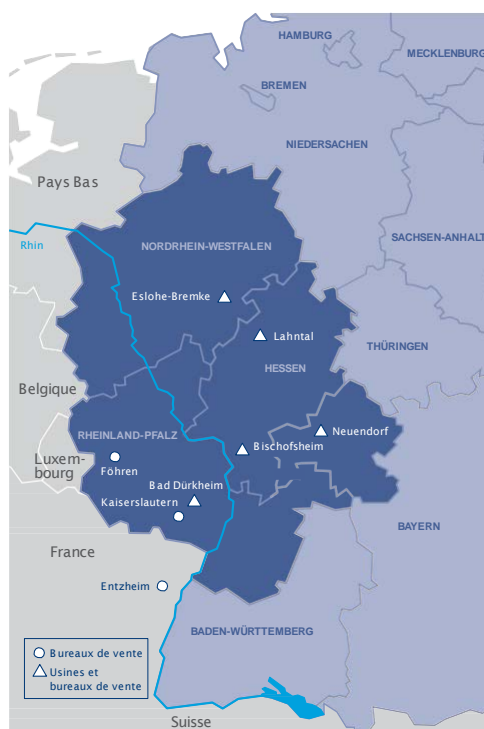 HAMBURG
MECKLENBURG
BREMEN
NIEDERSACHEN
Pays Bas
SACHSEN-ANHALT
Rhin
NORDRHEIN-WESTFALEN
Eslohe-Bremke
Lahntal
THÜRINGEN
HESSEN
Belgique
RHEINLAND-PFALZ
Neuendorf
Bischofsheim
Luxem-
bourg
Föhren
Bad Dürkheim
Kaiserslautern
BAYERN
France
Entzheim
BADEN-WÜRTTEMBERG
Bureaux de vente
Usines et
bureaux de vente
Suisse